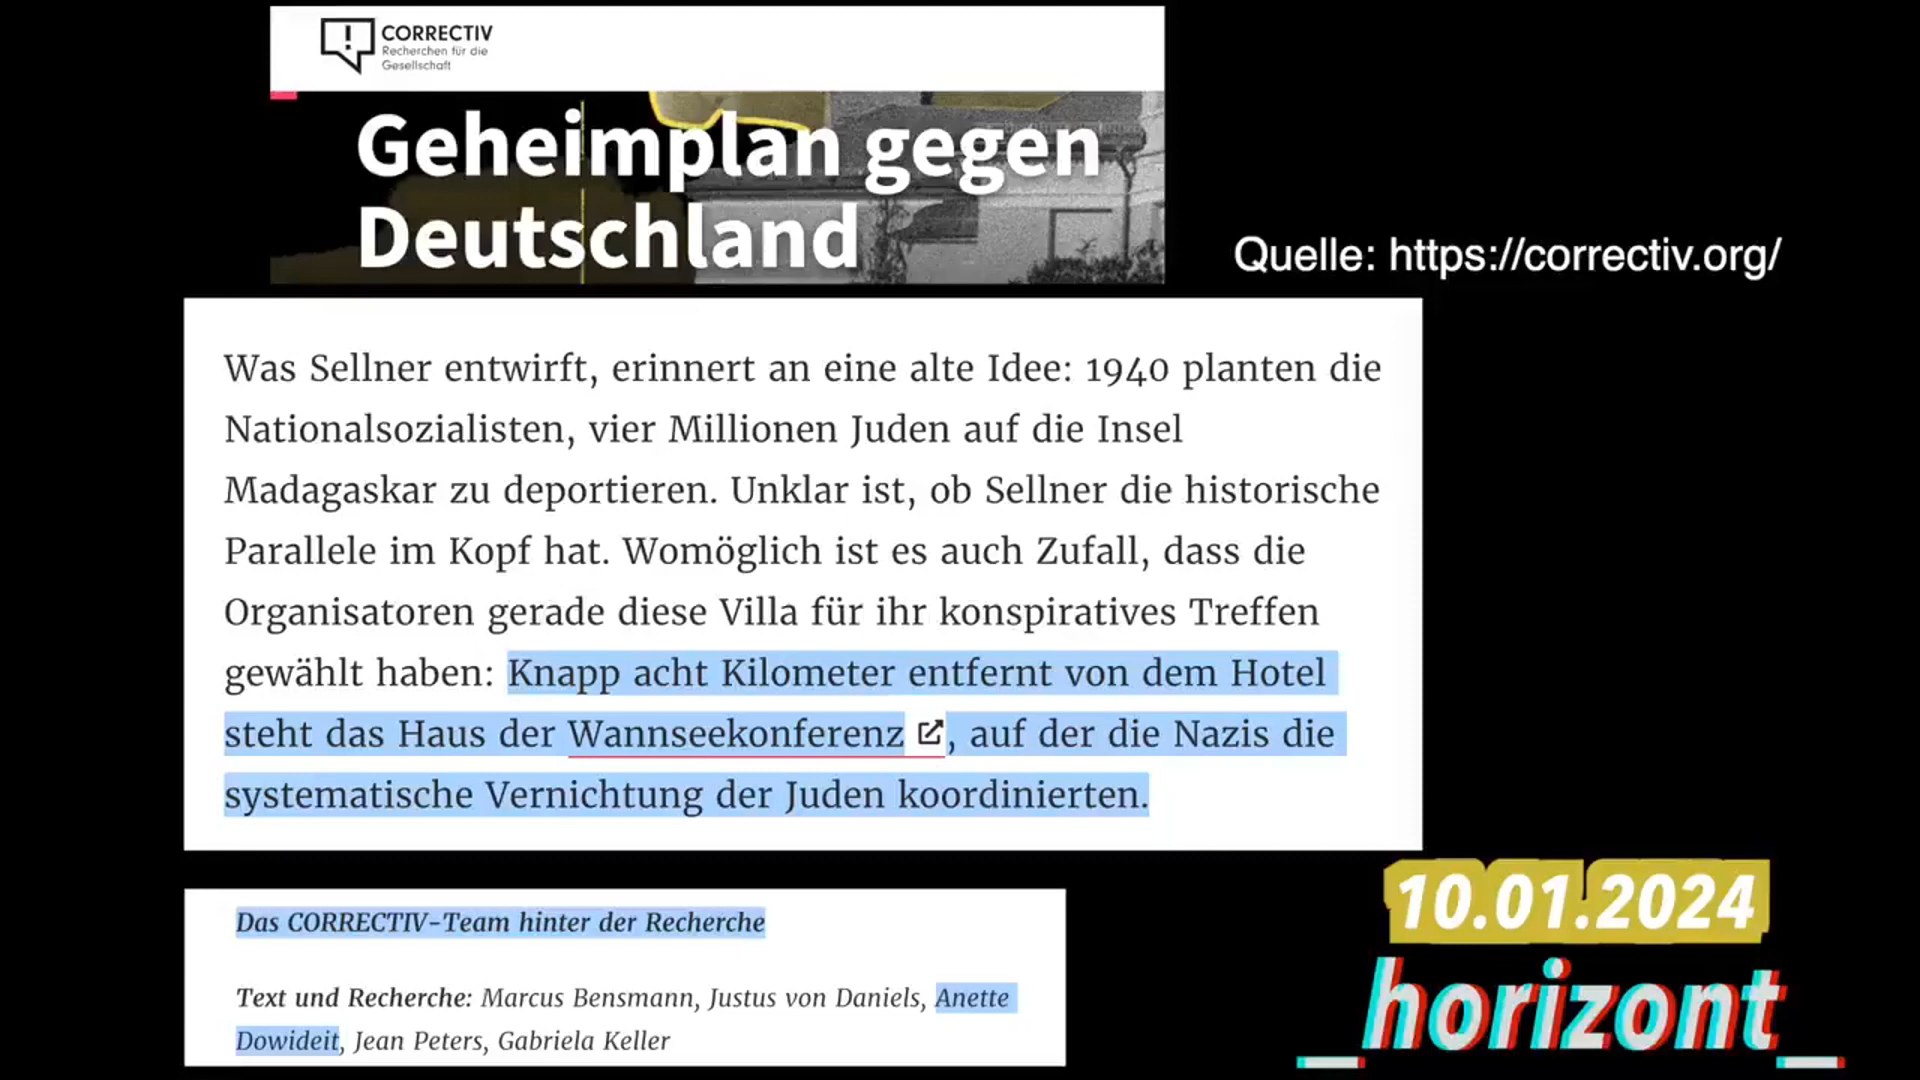 CORRECTIV
Recherchen für die
Gesellschaft
Geheimplan gegen
Deutschland
Quelle: https://correctiv.org/
Was Sellner entwirft, erinnert an eine alte Idee: 1940 planten die
Nationalsozialisten, vier Millionen Juden auf die Insel
Madagaskar zu deportieren. Unklar ist, ob Sellner die historische
Parallele im Kopf hat. Womöglich ist es auch Zufall, dass die
Organisatoren gerade diese Villa für ihr konspiratives Treffen
gewählt haben: Knapp acht Kilometer entfernt von dem Hotel
steht das Haus der Wannseekonferenz, auf der die Nazis die
systematische Vernichtung der Juden koordinierten.
Das CORRECTIV-Team hinter der Recherche
Text und Recherche: Marcus Bensmann, Justus von Daniels, Anette
Dowideit, Jean Peters, Gabriela Keller
10.01.2024
_horizont_